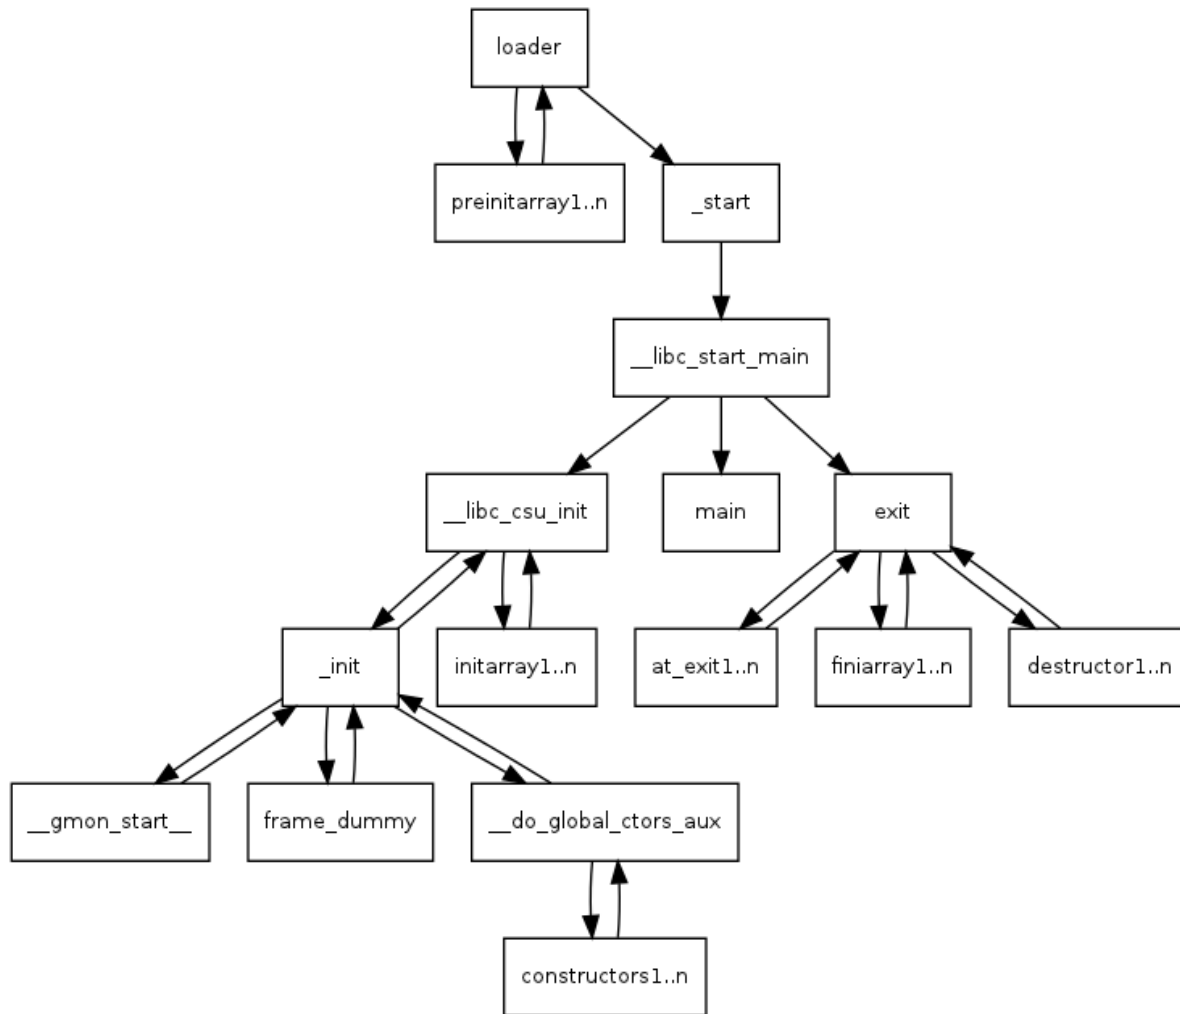 loader
preinitarray1..n
_start
__libc_start_main
__libc_csu_init
main
exit
_init
initarray1..n
at_exit1..n
finiarray1..n
destructor1..n
__gmon_start__
frame_dummy
__do_global_ctors_aux
constructors1..n